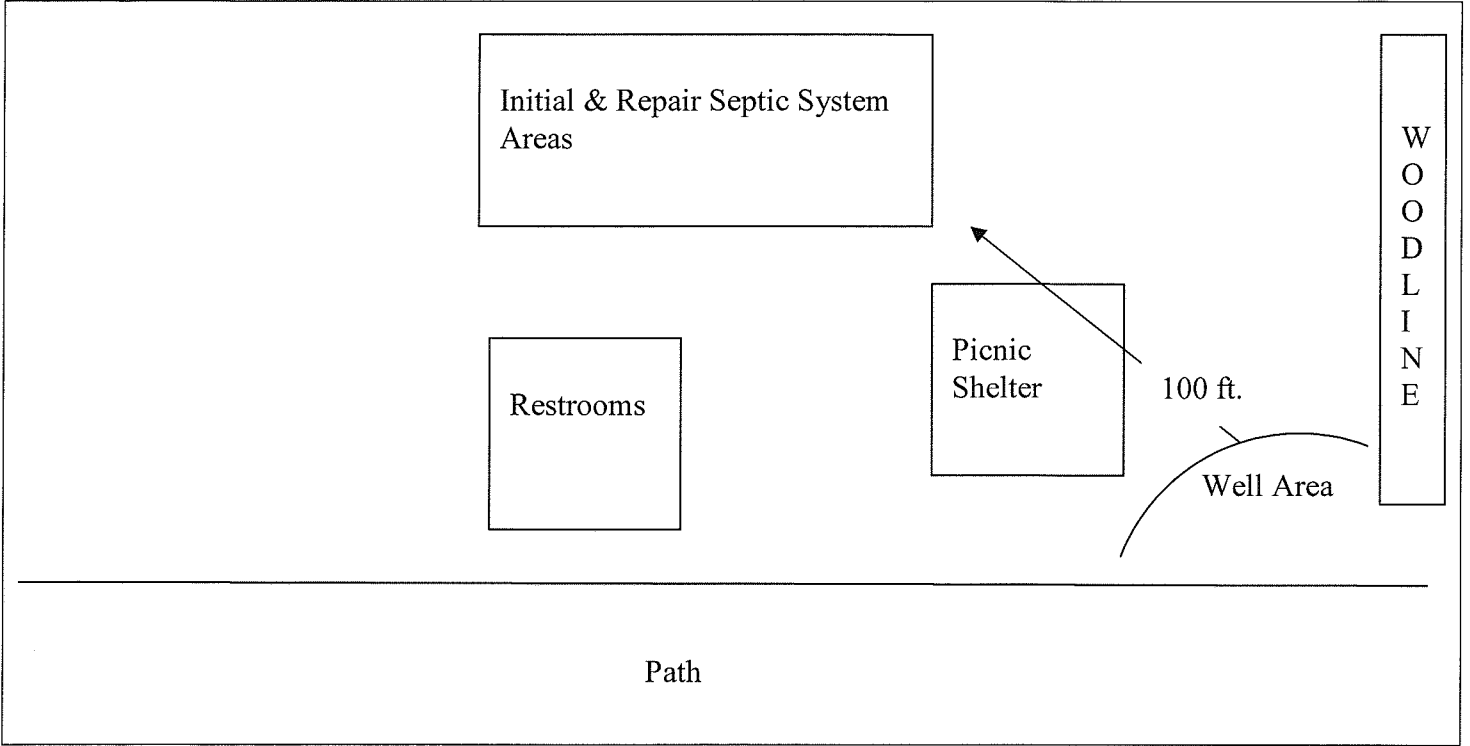 Initial & Repair Septic System
Areas
W
O
O
D
L
I
N
E
Picnic
Shelter
100 ft.
Restrooms
Well Area
Path